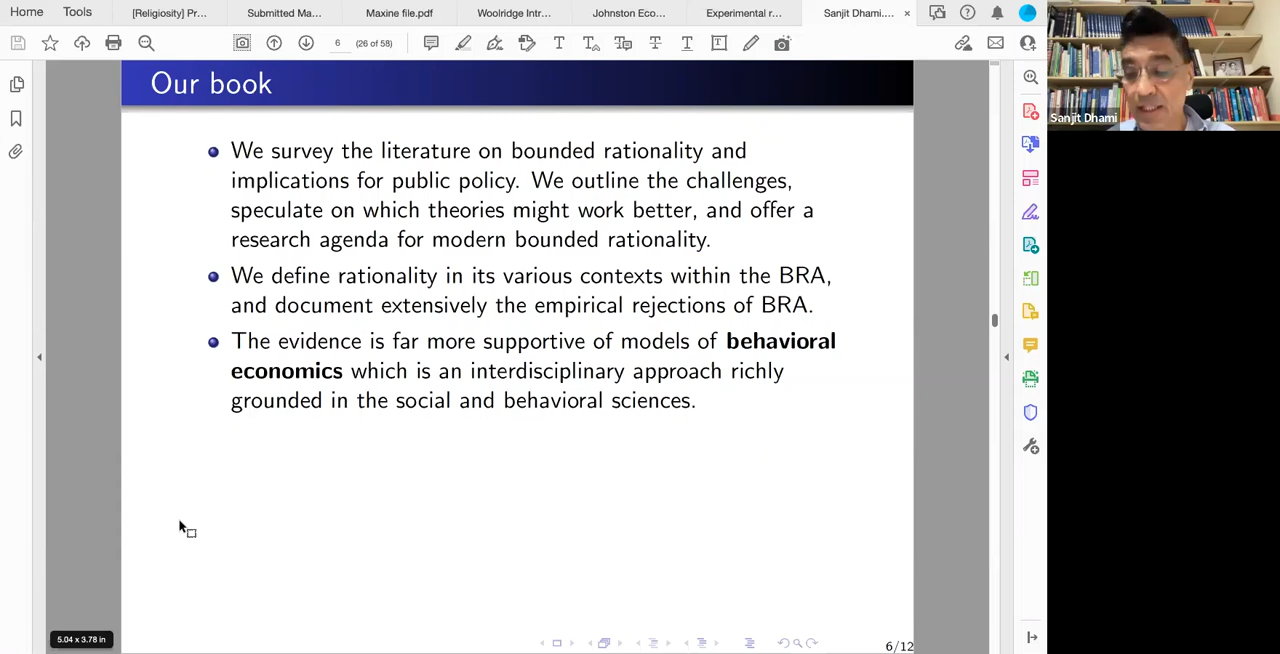 Home Tools [Religiosity] Pr... Submitted Ma... Maxine file.pdf Woolridge Intr... Johnston Eco... Experimental r... Sanjit Dhami.... ×
6 (26 of 58)
Sanjit Dhami
Our book
We survey the literature on bounded rationality and
implications for public policy. We outline the challenges,
speculate on which theories might work better, and offer a
research agenda for modern bounded rationality.
We define rationality in its various contexts within the BRA,
and document extensively the empirical rejections of BRA.
The evidence is far more supportive of models of behavioral
economics which is an interdisciplinary approach richly
grounded in the social and behavioral sciences.
5.04 x 3.78 in
6/12